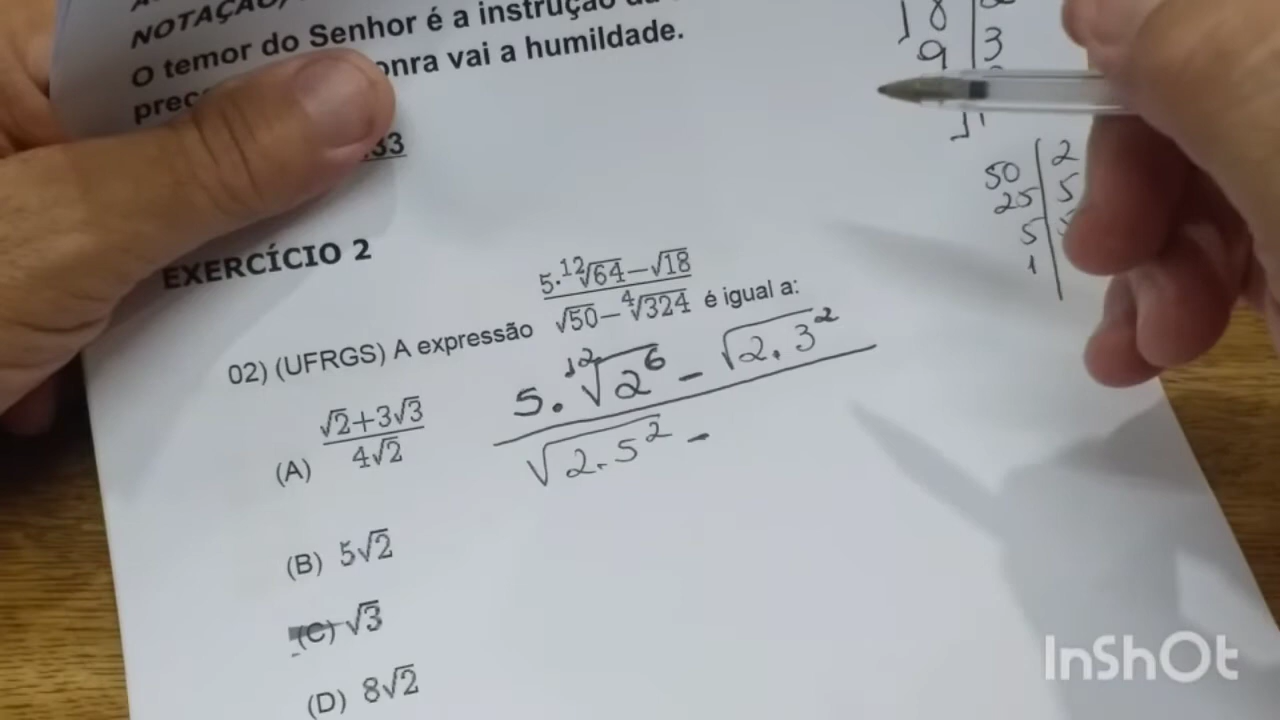 NOTAÇÃO,
O temor do Senhor é a instrução
onra vai a humildade.
prec
.33
18
9 | 3
50 | 2
25 | 5
5
1
EXERCÍCIO 2
02) (UFRGS) A expressão (5.¹²√64−√18)/(√50−⁴√324) é igual a:
(5.¹²√2⁶ − √2.3²)/(√2.5² −
(A) (√2+3√3)/(4√2)
(B) 5√2
(C) √3
(D) 8√2
InShOt